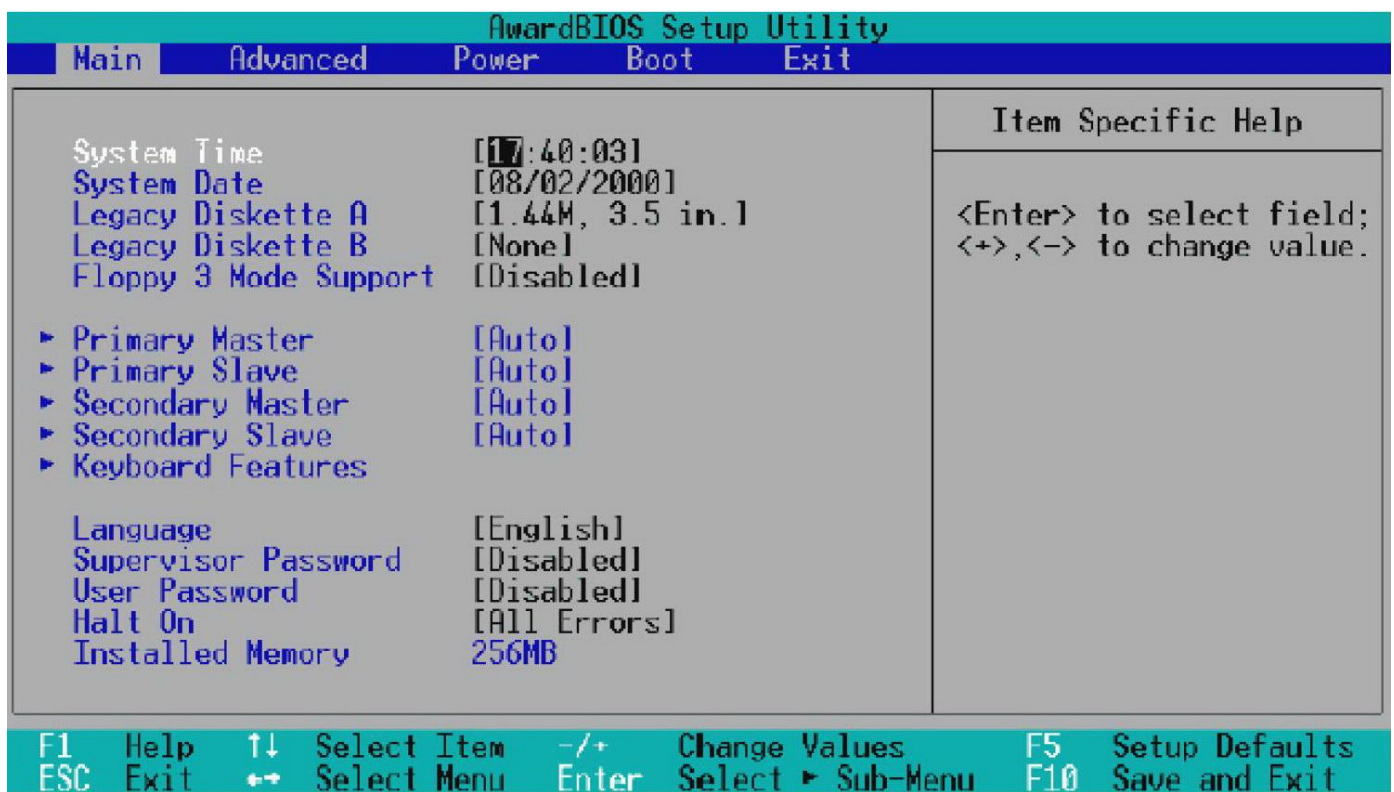 AwardBIOS Setup Utility
Main Advanced Power Boot Exit
Item Specific Help
System Time [17:40:03]
System Date [08/02/2000]
Legacy Diskette A [1.44M, 3.5 in.]
Legacy Diskette B [None]
Floppy 3 Mode Support [Disabled]
<Enter> to select field;
<+>,<-> to change value.
► Primary Master [Auto]
► Primary Slave [Auto]
► Secondary Master [Auto]
► Secondary Slave [Auto]
► Keyboard Features
Language [English]
Supervisor Password [Disabled]
User Password [Disabled]
Halt On [All Errors]
Installed Memory 256MB
F1 Help ↑↓ Select Item -/+ Change Values F5 Setup Defaults
ESC Exit ←→ Select Menu Enter Select ► Sub-Menu F10 Save and Exit